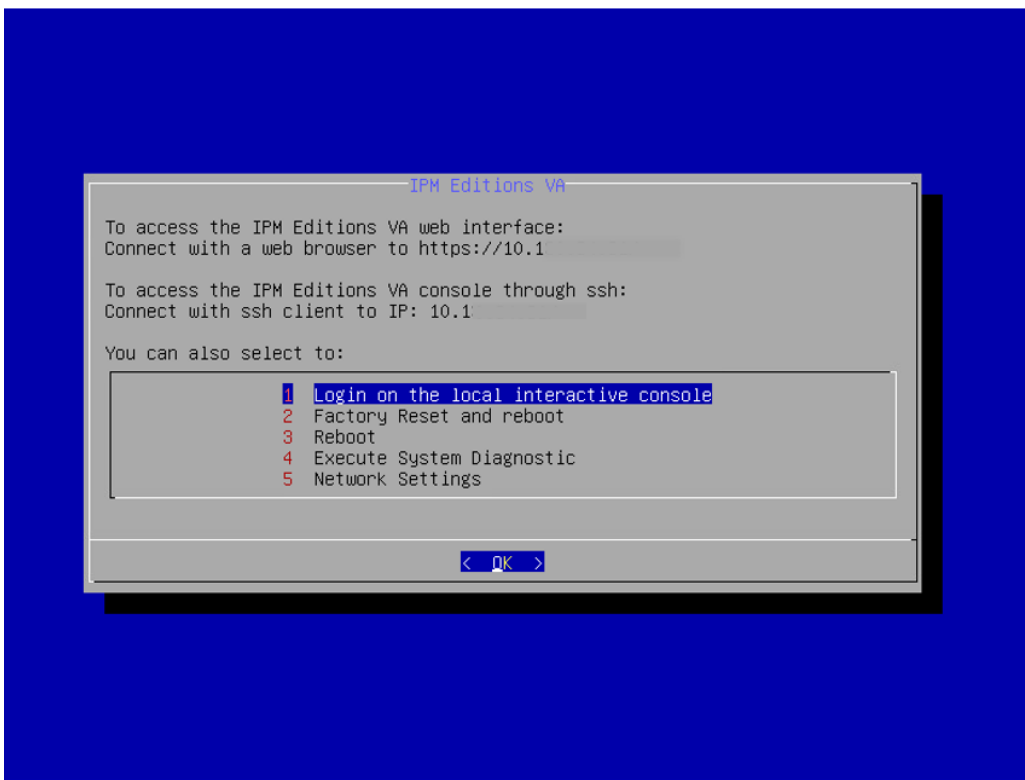 IPM Editions VA
To access the IPM Editions VA web interface:
Connect with a web browser to https://10.1
To access the IPM Editions VA console through ssh:
Connect with ssh client to IP: 10.1
You can also select to:
1 Login on the local interactive console
2 Factory Reset and reboot
3 Reboot
4 Execute System Diagnostic
5 Network Settings
< OK >